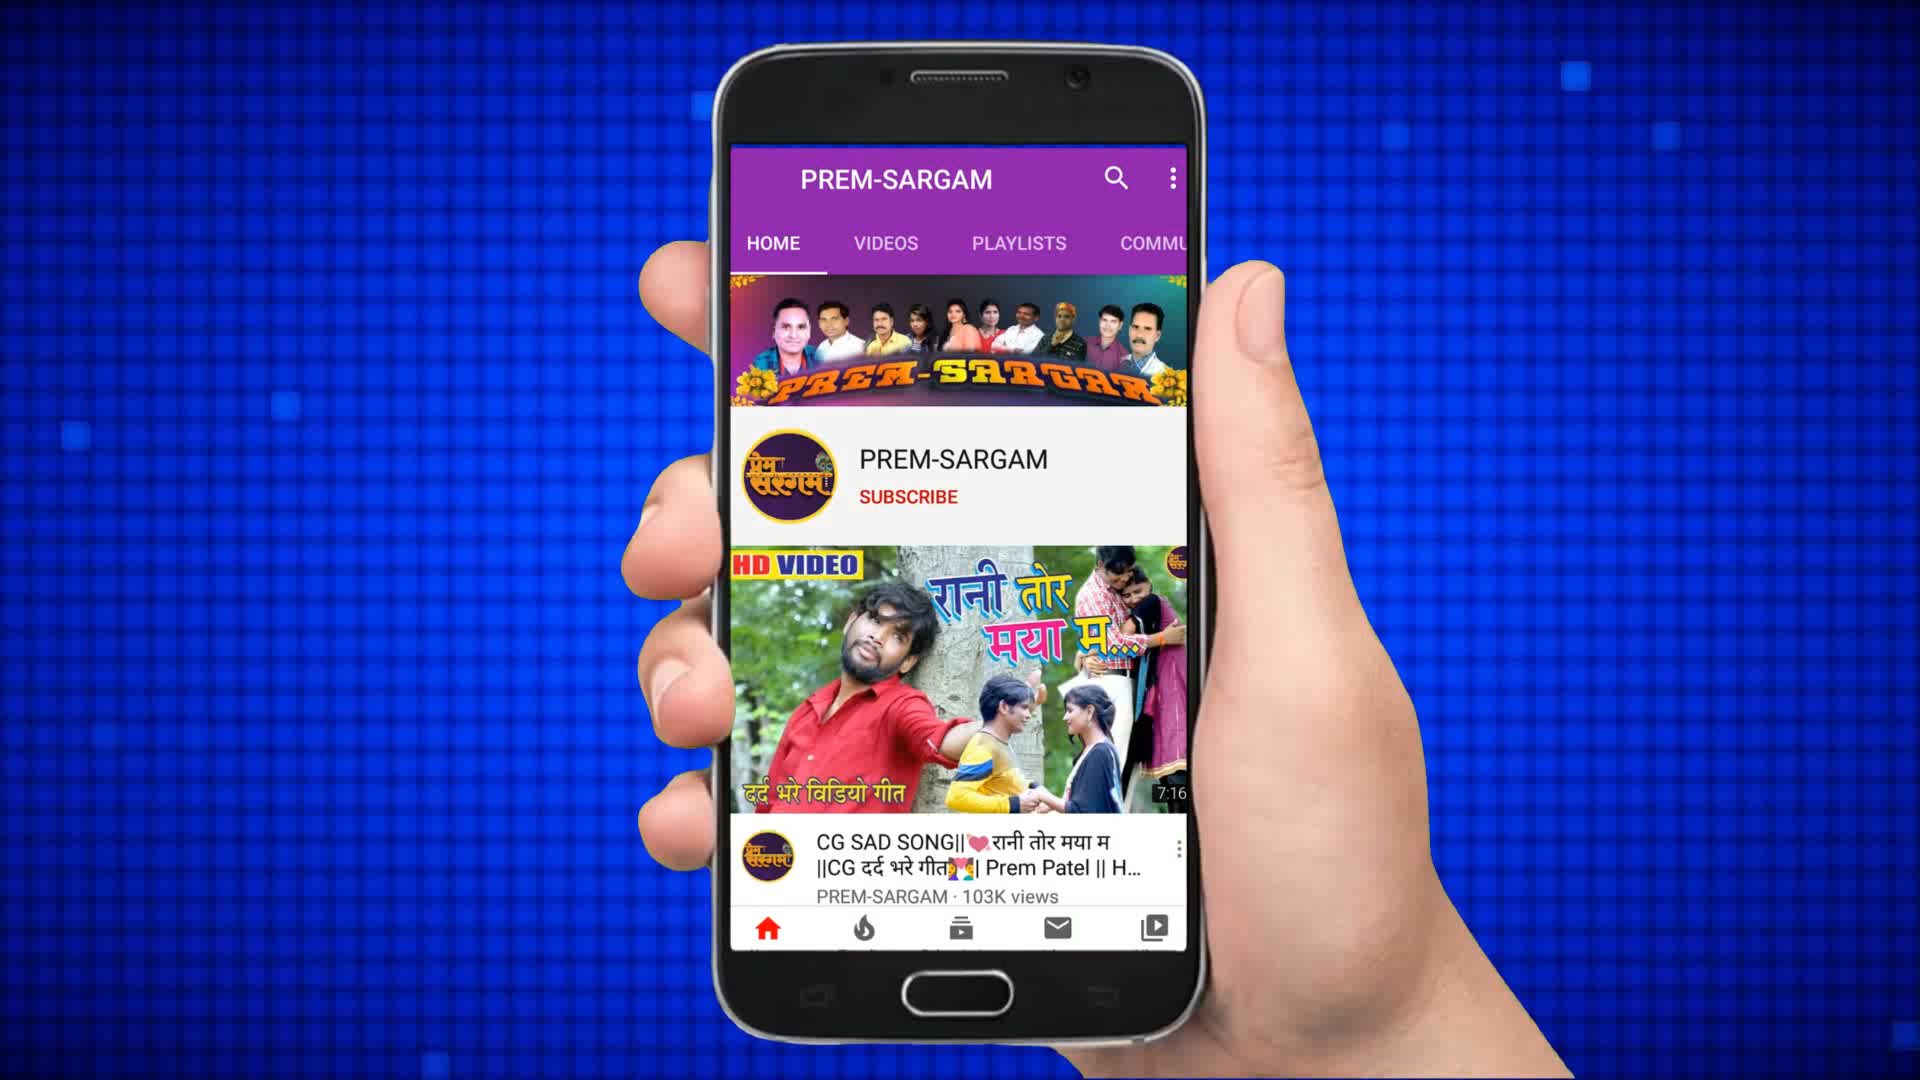 PREM-SARGAM
HOME VIDEOS PLAYLISTS COMMU
PREM-SARGAM
प्रेम
सरगम
PREM-SARGAM
SUBSCRIBE
HD VIDEO
रानी तोर
मया म...
दर्द भरे विडियो गीत
7:16
प्रेम
सरगम
CG SAD SONG||💘रानी तोर मया म
||CG दर्द भरे गीत | Prem Patel || H...
PREM-SARGAM · 103K views